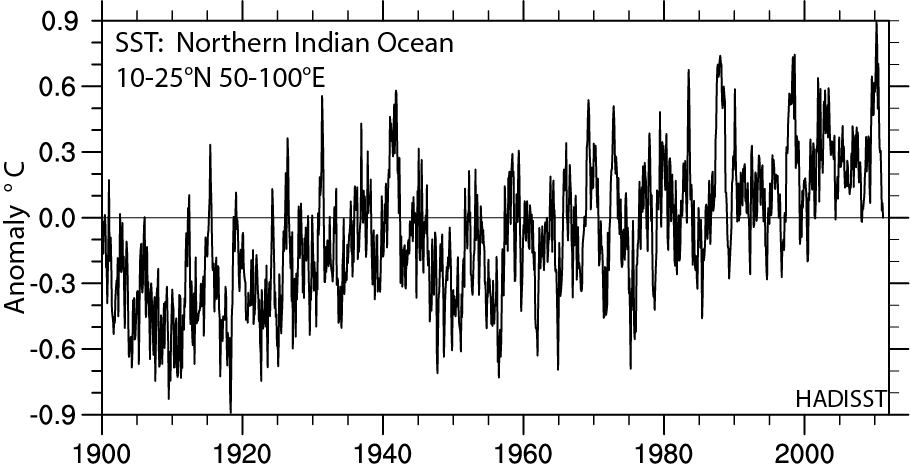 0.9
SST: Northern Indian Ocean
10-25°N 50-100°E
0.6
0.3
0.0
-0.3
-0.6
-0.9
Anomaly °C
HADISST
1900 1920 1940 1960 1980 2000